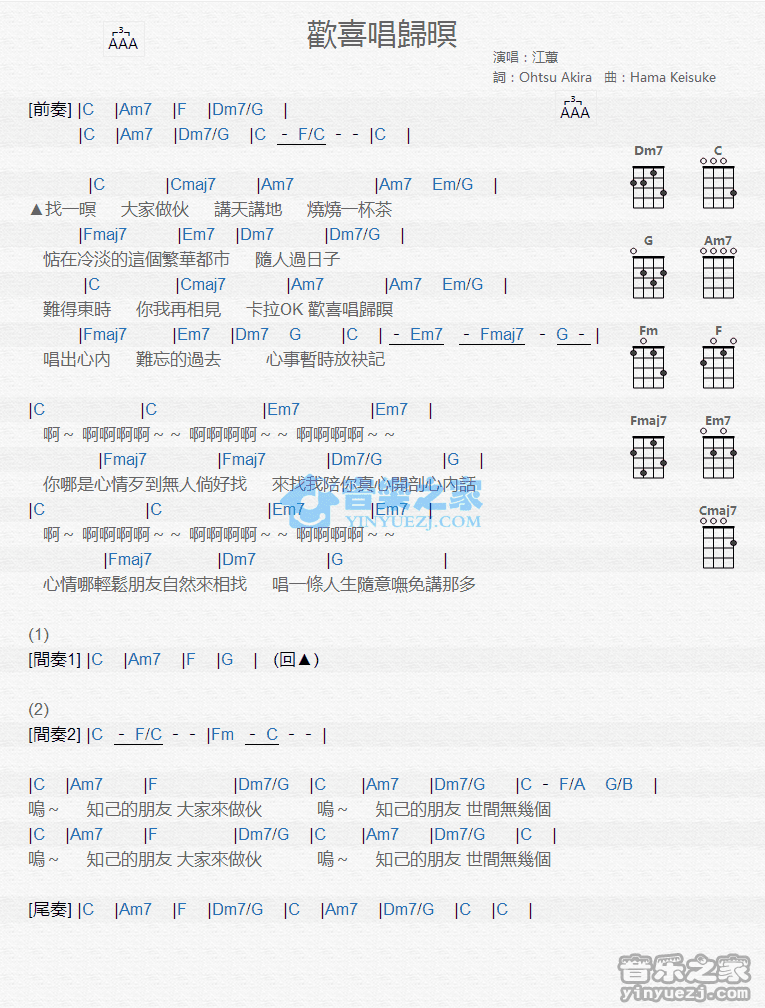 ┌3┐
AAA
歡喜唱歸暝
演唱：江蕙
詞：Ohtsu Akira 曲：Hama Keisuke
┌3┐
AAA
[前奏] |C |Am7 |F |Dm7/G |
|C |Am7 |Dm7/G |C - F/C - - |C |
|C |Cmaj7 |Am7 |Am7 Em/G |
▲找一暝 大家做伙 講天講地 燒燒一杯茶
|Fmaj7 |Em7 |Dm7 |Dm7/G |
惦在冷淡的這個繁華都市 隨人過日子
|C |Cmaj7 |Am7 |Am7 Em/G |
難得東時 你我再相見 卡拉OK 歡喜唱歸暝
|Fmaj7 |Em7 |Dm7 G |C | - Em7 - Fmaj7 - G - |
唱出心內 難忘的過去 心事暫時放袂記
|C |C |Em7 |Em7 |
啊～ 啊啊啊啊～～ 啊啊啊啊～～ 啊啊啊啊～～
|Fmaj7 |Fmaj7 |Dm7/G |G |
你哪是心情歹到無人倘好找 來找我陪你真心開剖心內話
|C |C |Em7 |Em7 |
啊～ 啊啊啊啊～～ 啊啊啊啊～～ 啊啊啊啊～～
|Fmaj7 |Dm7 |G |
心情哪輕鬆朋友自然來相找 唱一條人生隨意嘸免講那多
(1)
[間奏1] |C |Am7 |F |G | (回▲)
(2)
[間奏2] |C - F/C - - |Fm - C - - |
|C |Am7 |F |Dm7/G |C |Am7 |Dm7/G |C - F/A G/B |
嗚～ 知己的朋友 大家來做伙 嗚～ 知己的朋友 世間無幾個
|C |Am7 |F |Dm7/G |C |Am7 |Dm7/G |C |
嗚～ 知己的朋友 大家來做伙 嗚～ 知己的朋友 世間無幾個
[尾奏] |C |Am7 |F |Dm7/G |C |Am7 |Dm7/G |C |C |
Dm7 C
G Am7
Fm F
Fmaj7 Em7
Cmaj7
音乐之家
YINYUEZJ.COM
音乐之家
yinyuezj.com